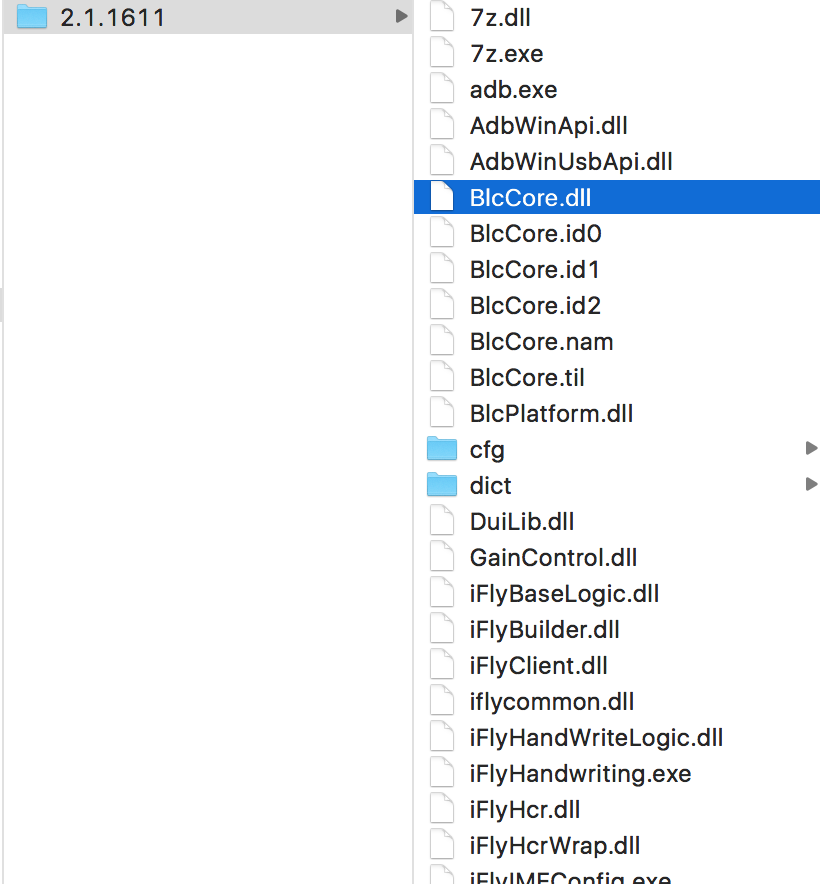 2.1.1611
7z.dll
7z.exe
adb.exe
AdbWinApi.dll
AdbWinUsbApi.dll
BlcCore.dll
BlcCore.id0
BlcCore.id1
BlcCore.id2
BlcCore.nam
BlcCore.til
BlcPlatform.dll
cfg
dict
DuiLib.dll
GainControl.dll
iFlyBaseLogic.dll
iFlyBuilder.dll
iFlyClient.dll
iflycommon.dll
iFlyHandWriteLogic.dll
iFlyHandwriting.exe
iFlyHcr.dll
iFlyHcrWrap.dll
iFlyIMEConfig.exe